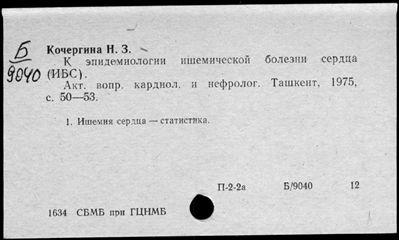 Б
9040
Кочергина Н. З.
К эпидемиологии ишемической болезни сердца
(ИБС).
Акт. вопр. кардиол. и нефролог. Ташкент, 1975,
с. 50—53.
1. Ишемия сердца — статистика.
П-2-2а Б/9040 12
1634 СБМБ при ГЦНМБ